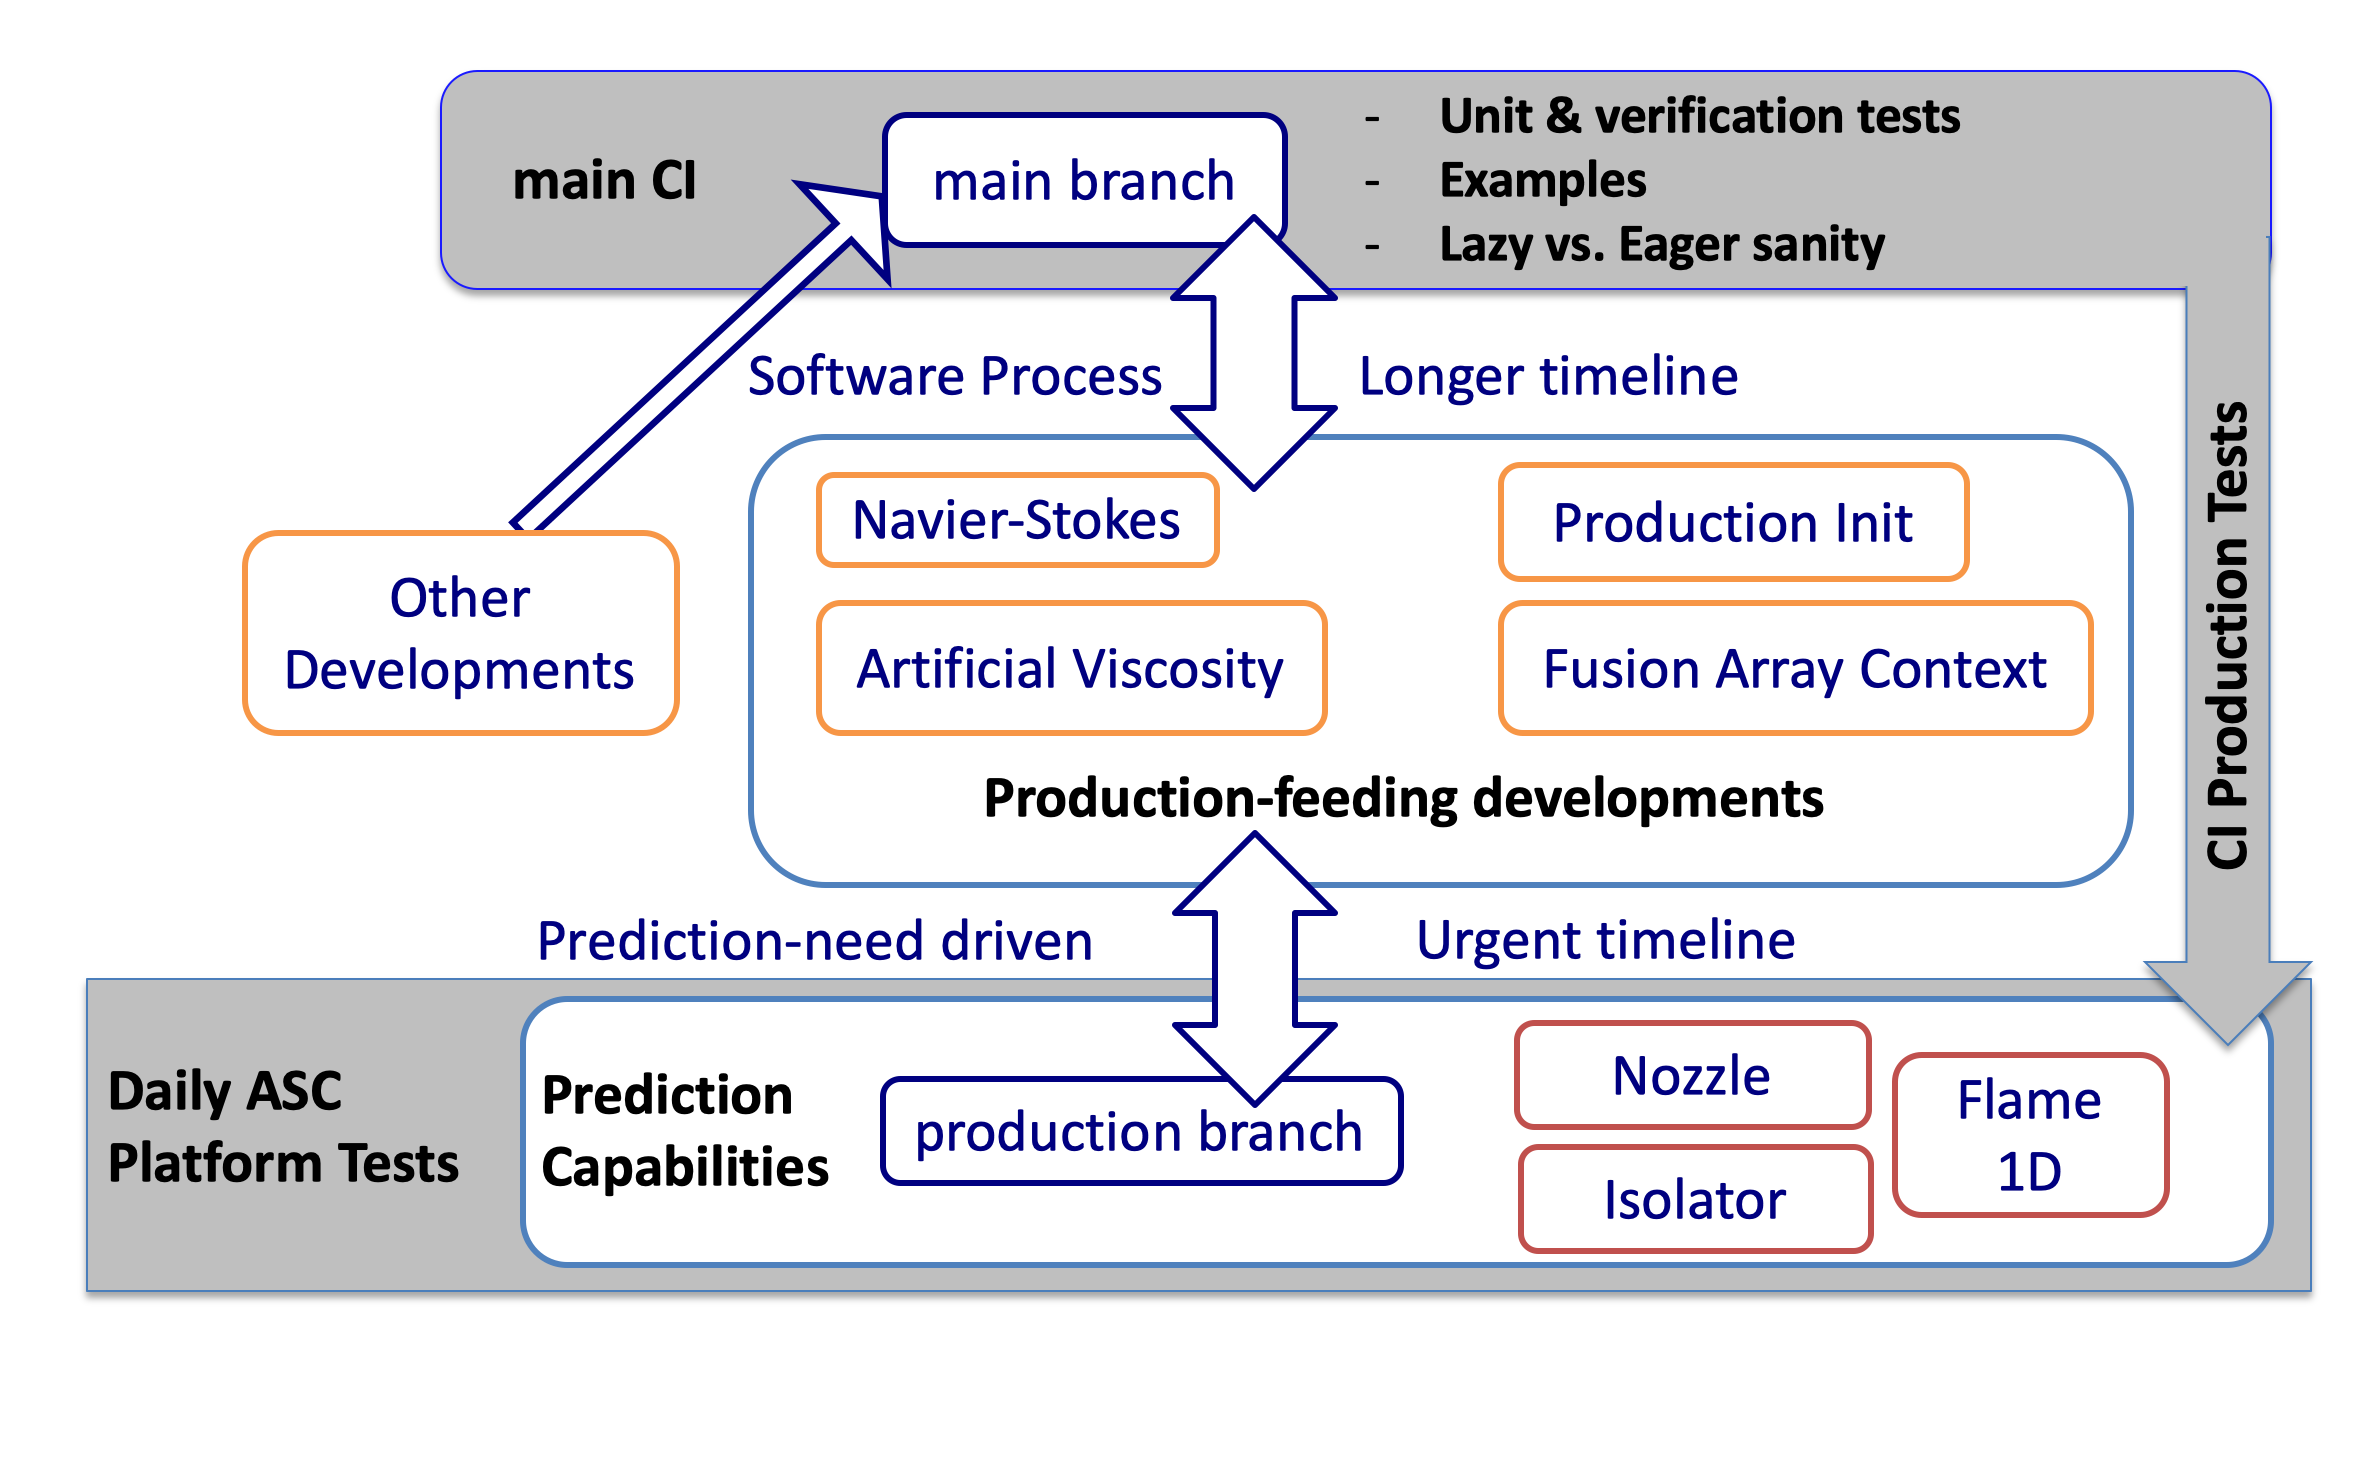 main CI
main branch
- Unit & verification tests
- Examples
- Lazy vs. Eager sanity
Software Process
Longer timeline
Other
Developments
Navier-Stokes
Production Init
Artificial Viscosity
Fusion Array Context
Production-feeding developments
CI Production Tests
Prediction-need driven
Urgent timeline
Daily ASC
Platform Tests
Prediction
Capabilities
production branch
Nozzle
Isolator
Flame
1D